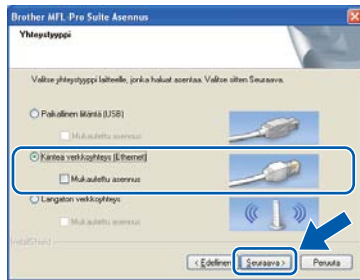 Brother MFL-Pro Suite Asennus
Yhteystyyppi
Valitse yhteystyyppi laitteelle, jonka haluat asentaa. Valitse sitten Seuraava.
Paikallinen liitäntä (USB)
Mukautettu asennus
Kiinteä verkkoyhteys (Ethernet)
Mukautettu asennus
Langaton verkkoyhteys
Mukautettu asennus
InstallShield
< Edellinen Seuraava > Peruuta